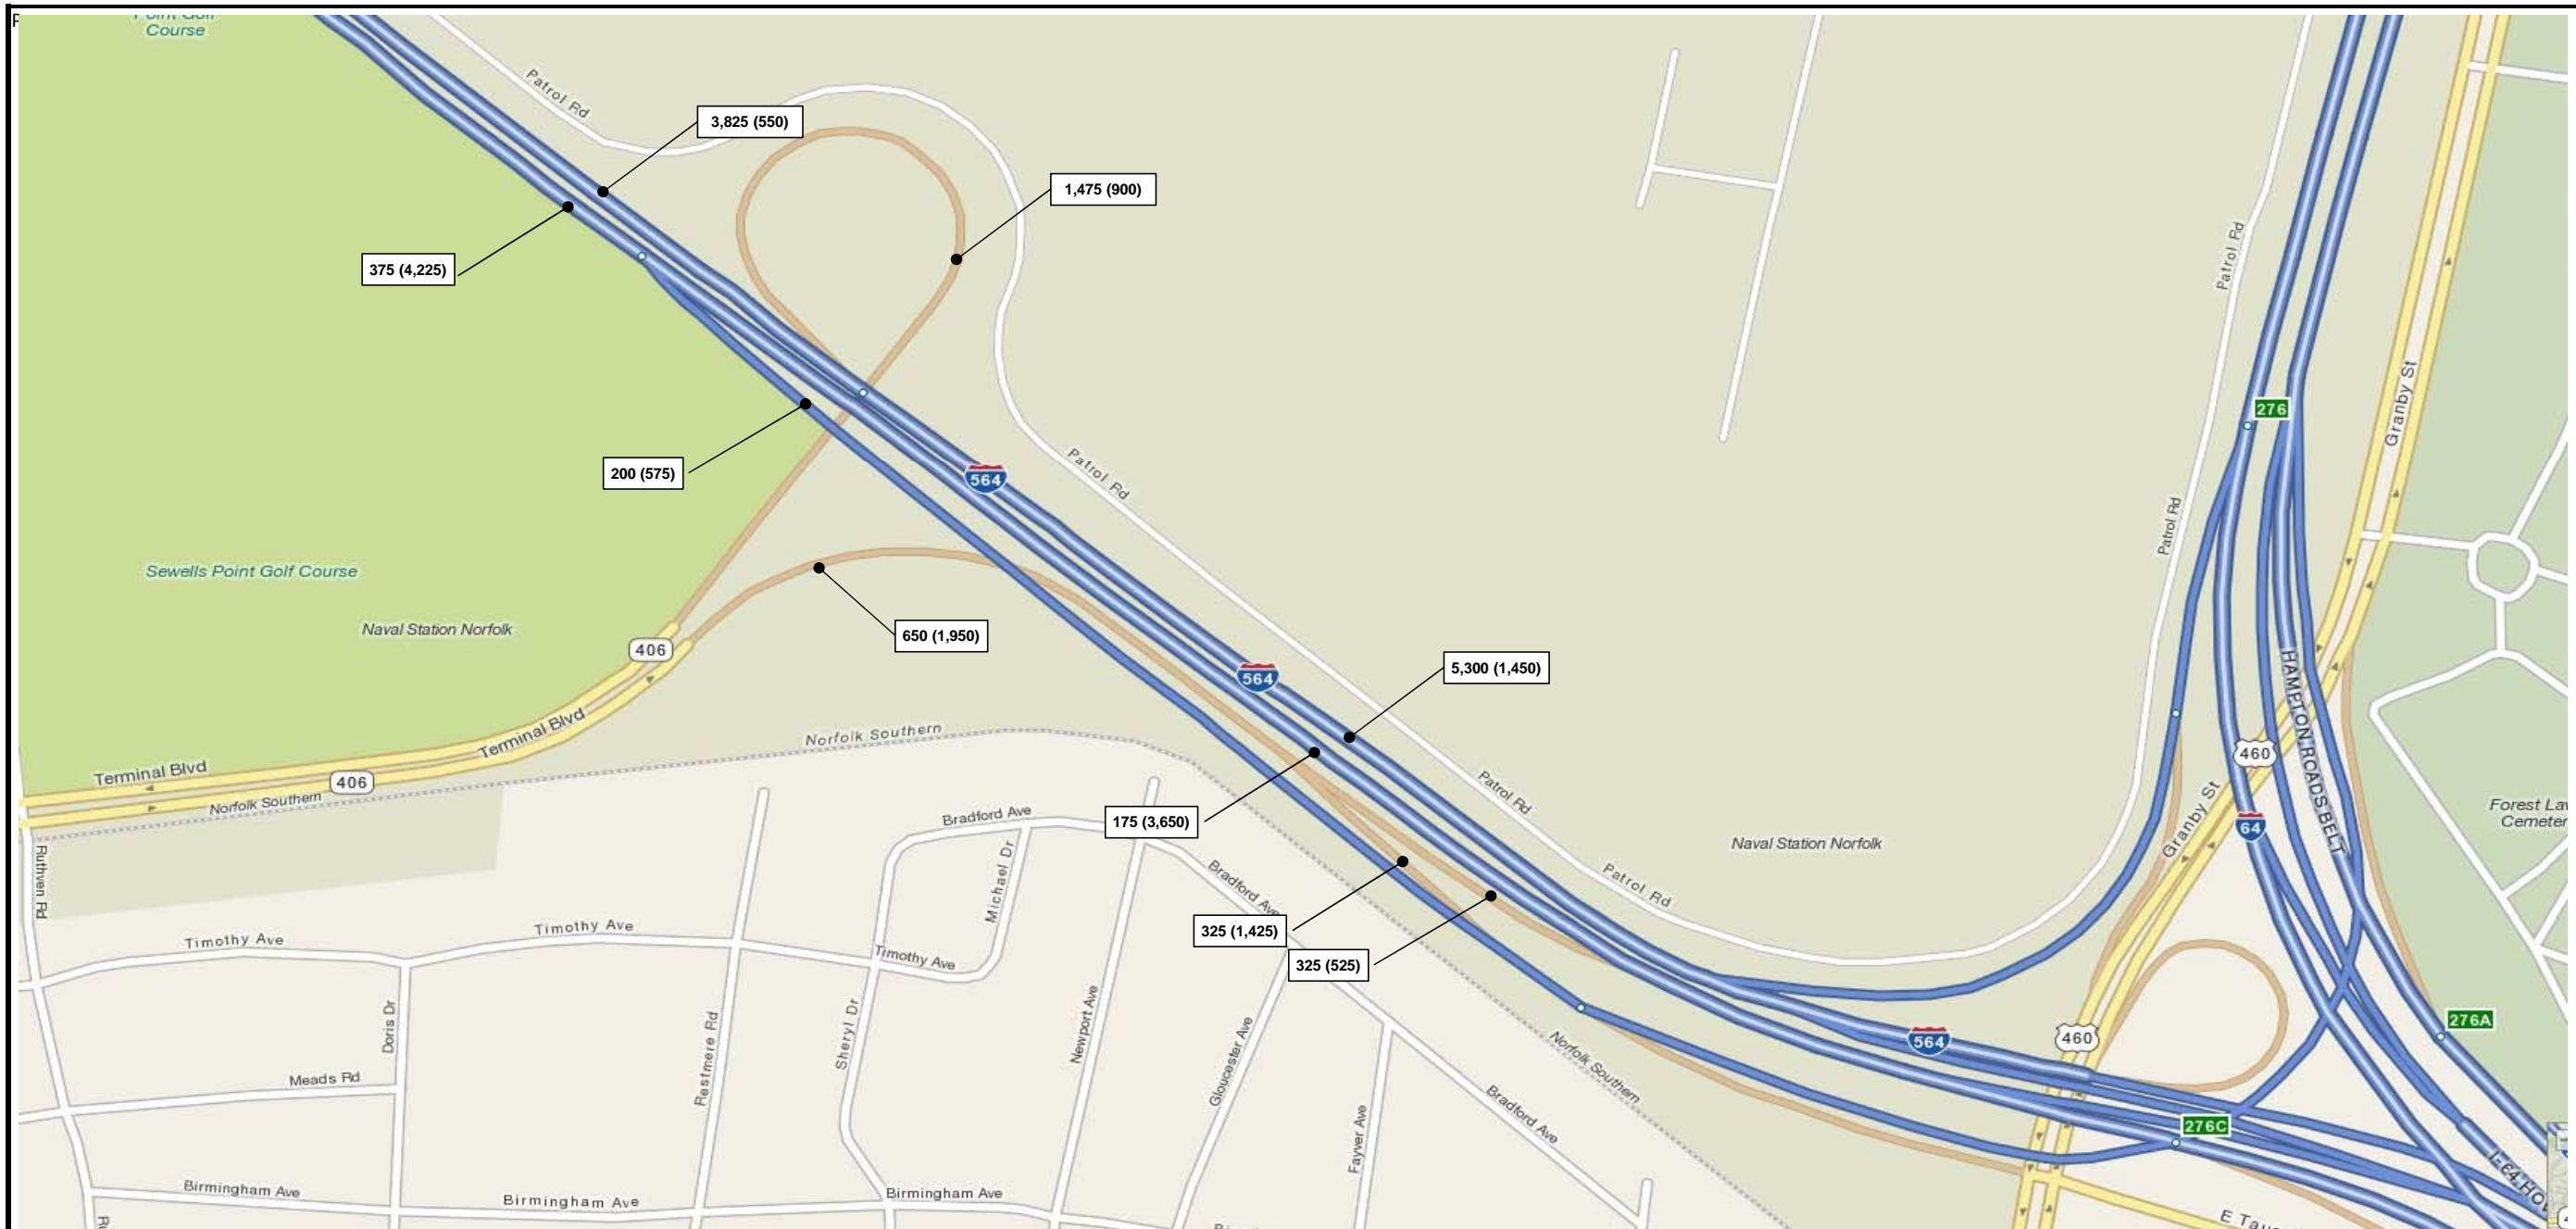 P
Point Golf
Course
Patrol Rd
3,825 (550)
1,475 (900)
375 (4,225)
Patrol Rd
276
Granby St
200 (575)
Patrol Rd
564
Patrol Rd
Sewells Point Golf Course
Naval Station Norfolk
406
650 (1,950)
564
5,300 (1,450)
HAMPTON ROADS BELT
Terminal Blvd
Norfolk Southern
460
Terminal Blvd
406
Norfolk Southern
Patrol Rd
Granby St
Forest La
Cemeter
64
175 (3,650)
Bradford Ave
Naval Station Norfolk
Ruthven Rd
Michael Dr
Bradford Ave
Patrol Rd
325 (1,425)
Timothy Ave
Timothy Ave
Timothy Ave
325 (525)
Doris Dr
Restmere Rd
Sheryl Dr
Newport Ave
Gloucester Ave
Norfolk Southern
564
460
276A
Meads Rd
Fayver Ave
Bradford Ave
276C
I-64 HO
Birmingham Ave
Birmingham Ave
Birmingham Ave
E Tau